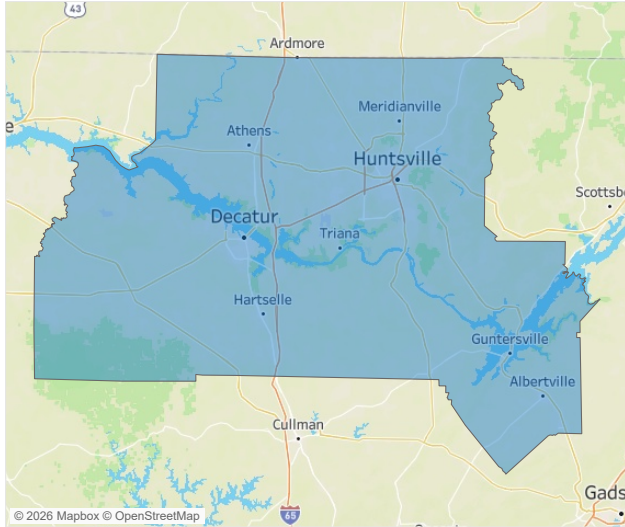 43
Ardmore
Meridianville
Athens
e
Huntsville
Scottsbo
Decatur
Triana
Hartselle
Guntersville
Albertville
Cullman
Gads
65
© 2026 Mapbox © OpenStreetMap